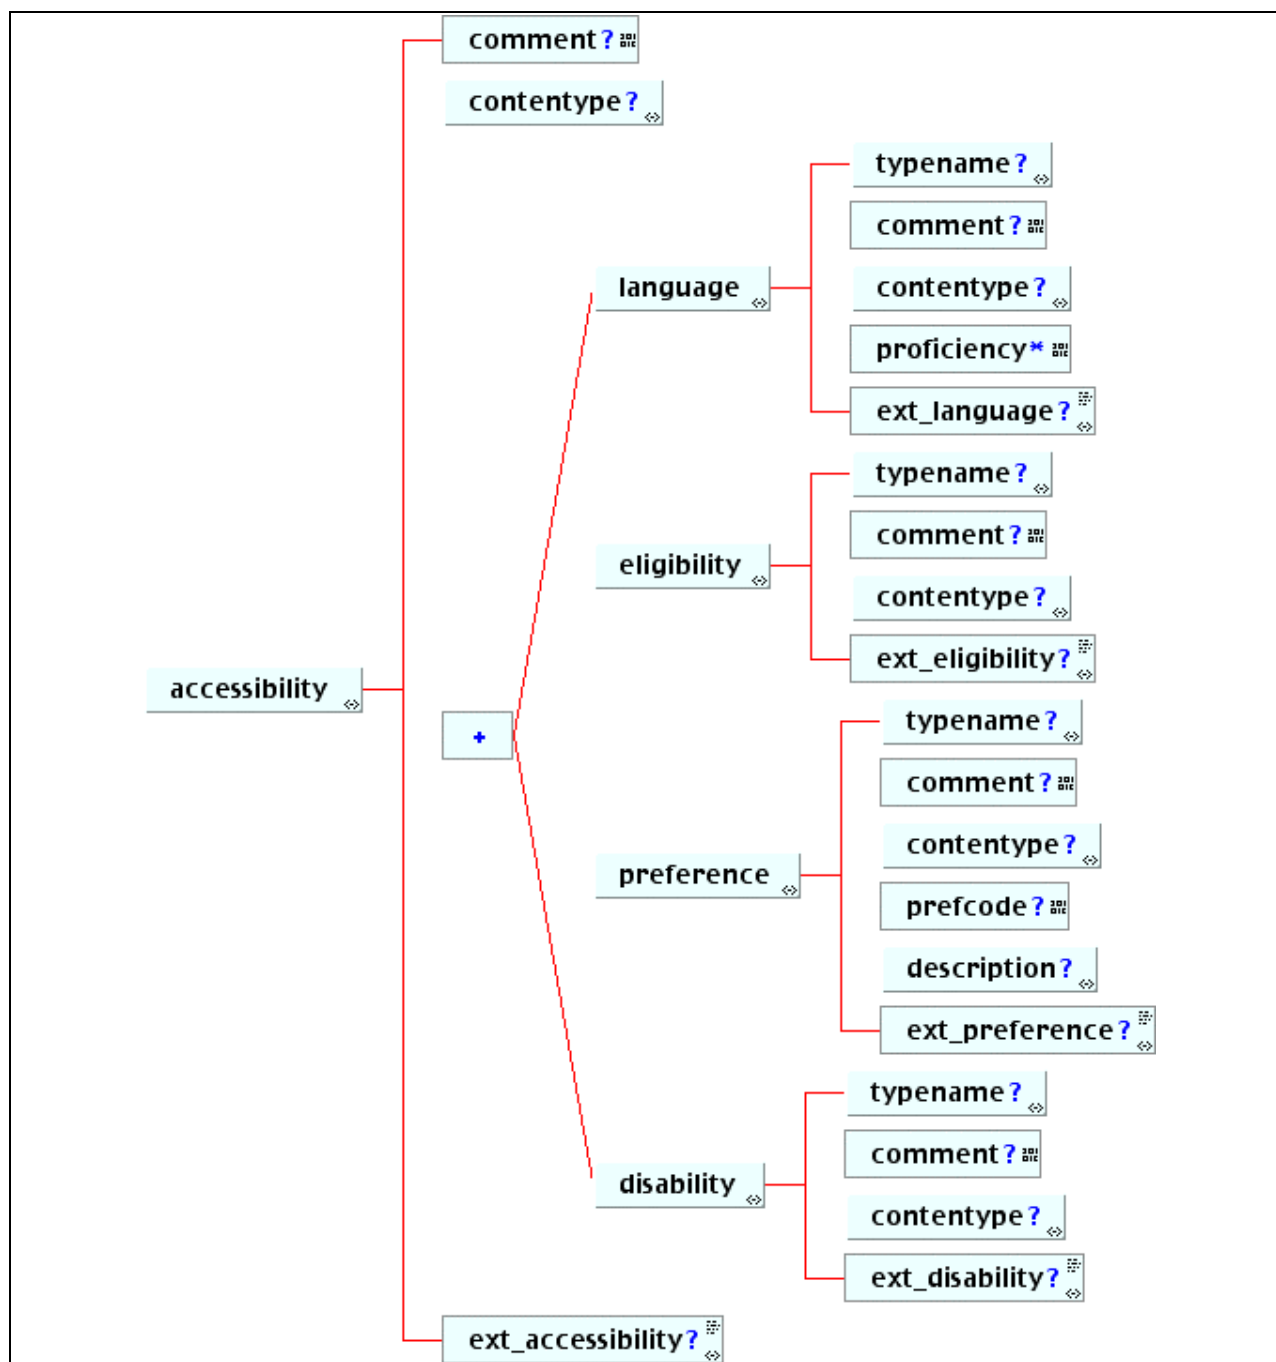 comment?
contentype?
typename?
comment?
language
contentype?
proficiency*
ext_language?
typename?
comment?
eligibility
contentype?
ext_eligibility?
accessibility
+
typename?
comment?
contentype?
preference
prefcode?
description?
ext_preference?
typename?
comment?
disability
contentype?
ext_disability?
ext_accessibility?